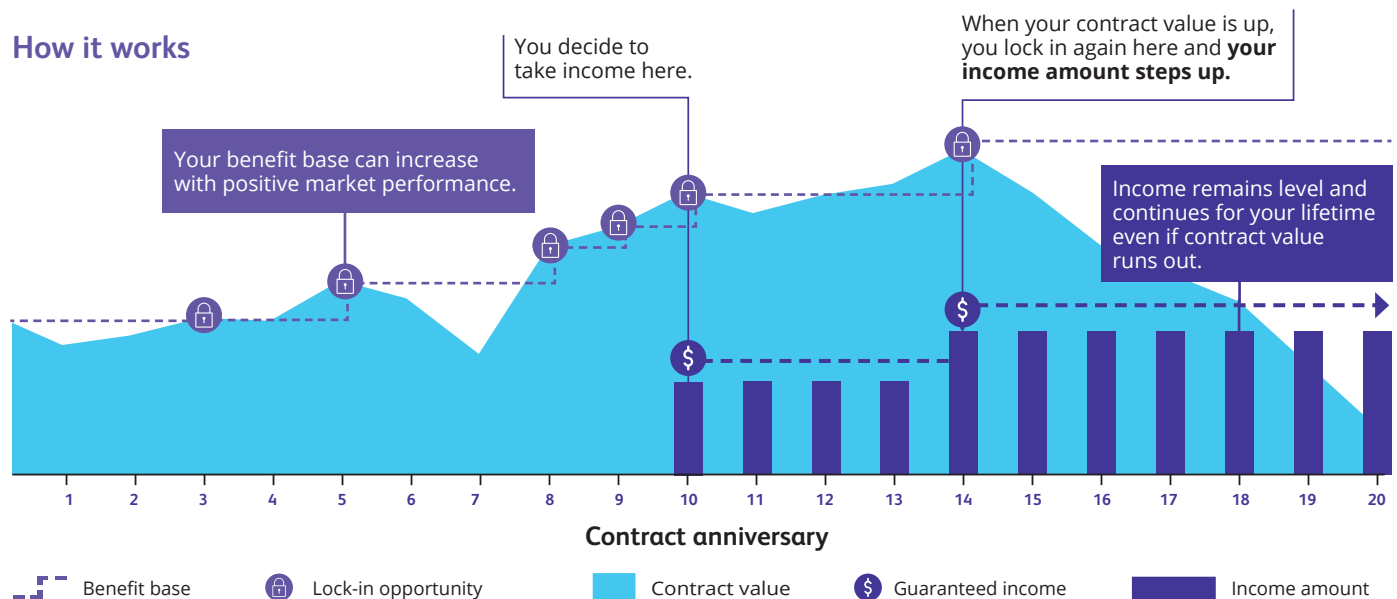 How it works
You decide to
take income here.
When your contract value is up,
you lock in again here and your
income amount steps up.
Your benefit base can increase
with positive market performance.
Income remains level and
continues for your lifetime
even if contract value
runs out.
$
$
1 2 3 4 5 6 7 8 9 10 11 12 13 14 15 16 17 18 19 20
Contract anniversary
Benefit base Lock-in opportunity Contract value $ Guaranteed income Income amount